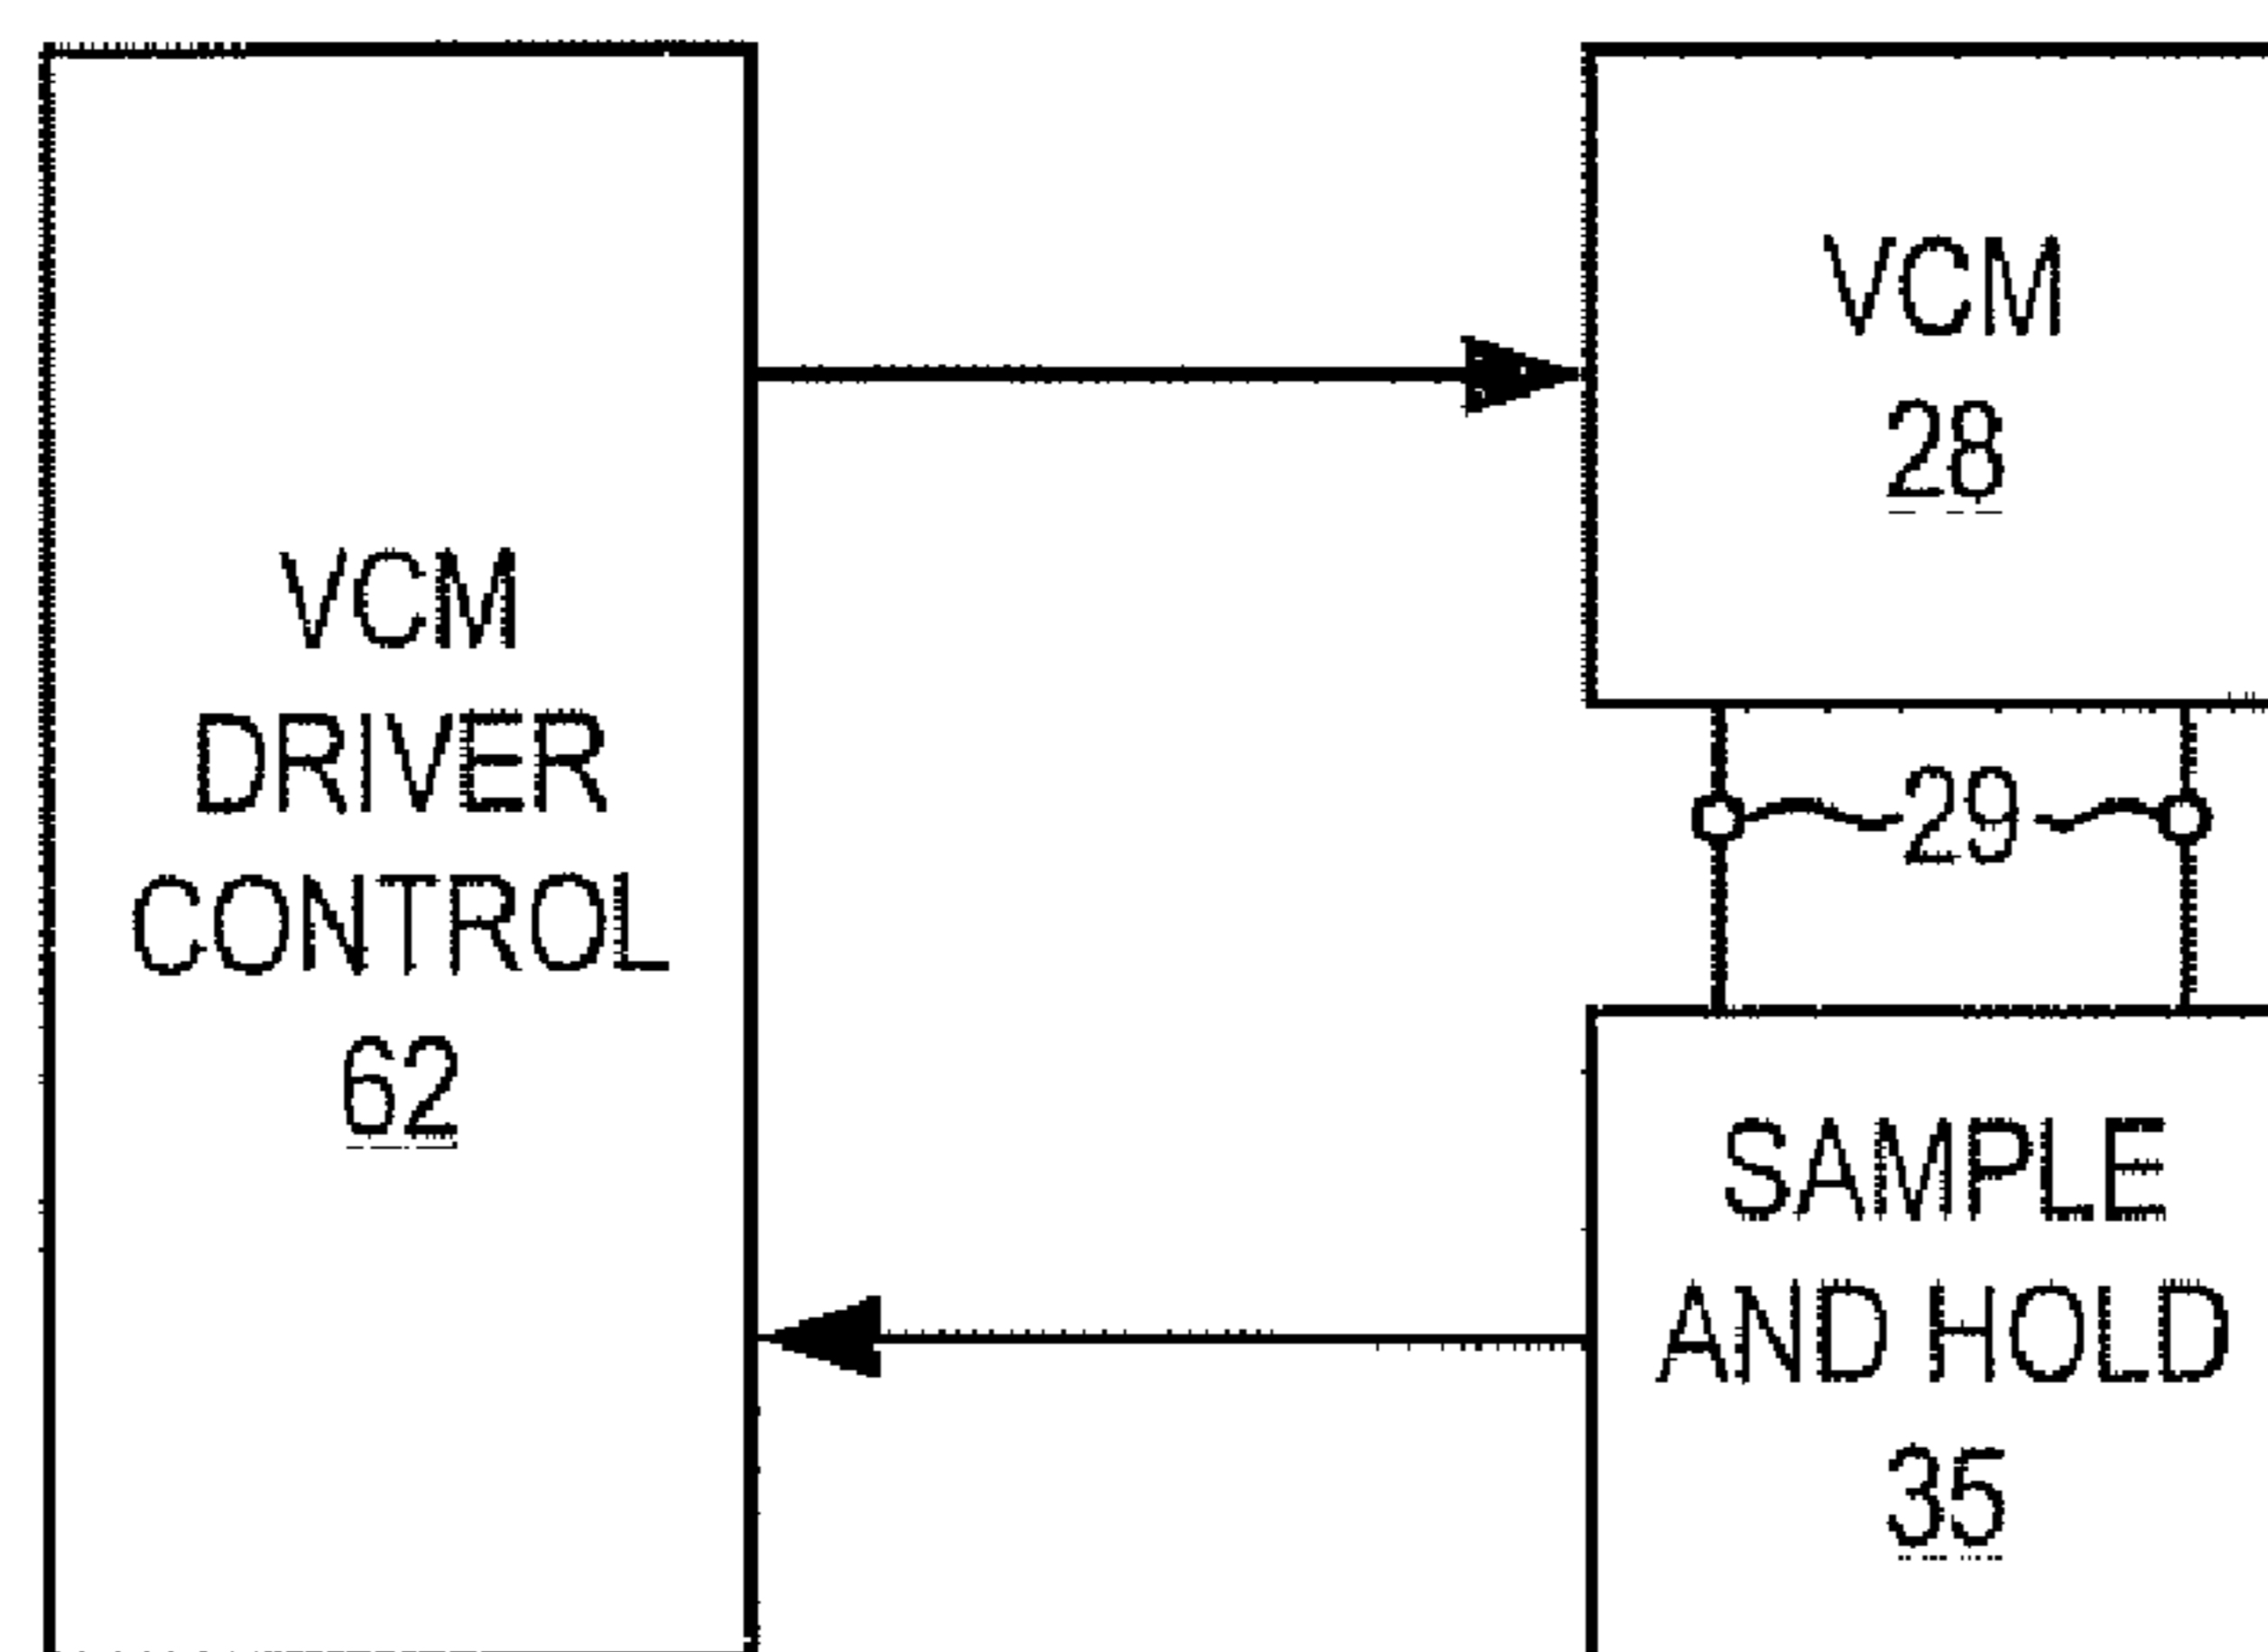 VCM
DRIVER
CONTROL
62
VCM
28
29
SAMPLE
AND HOLD
35